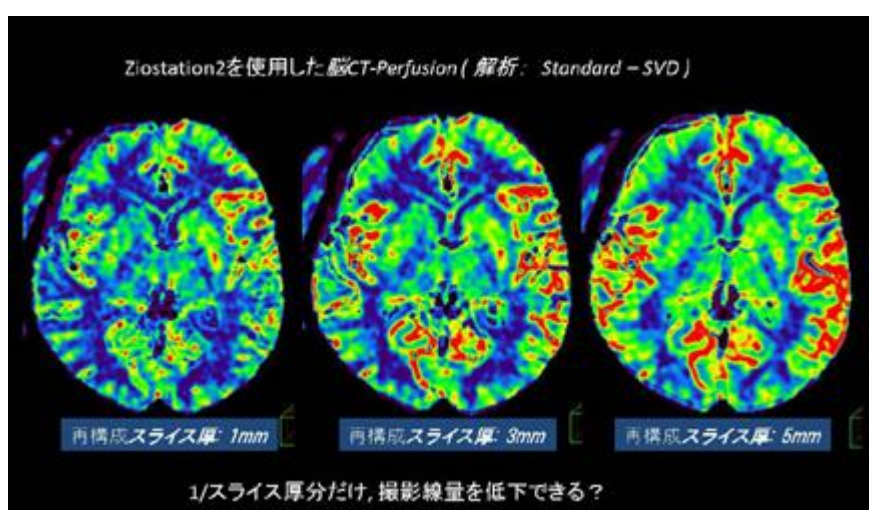 Ziostation2を使用した脳CT-Perfusion ( 解析: Standard – SVD )
再構成スライス厚: 1mm
再構成スライス厚: 3mm
再構成スライス厚: 5mm
1/スライス厚分だけ, 撮影線量を低下できる?